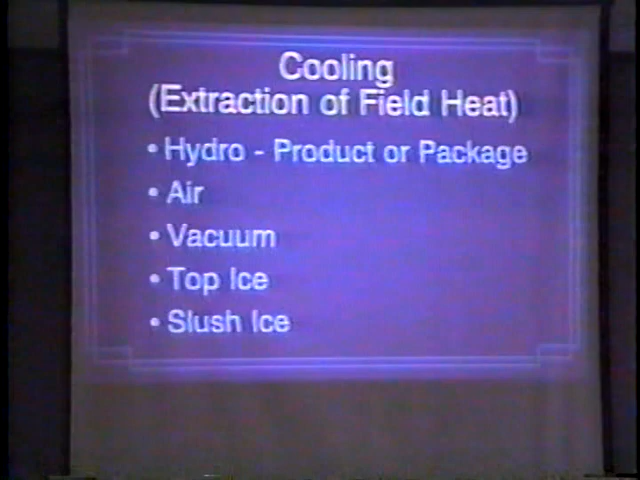 Cooling
(Extraction of Field Heat)
• Hydro - Product or Package
• Air
• Vacuum
• Top Ice
• Slush Ice